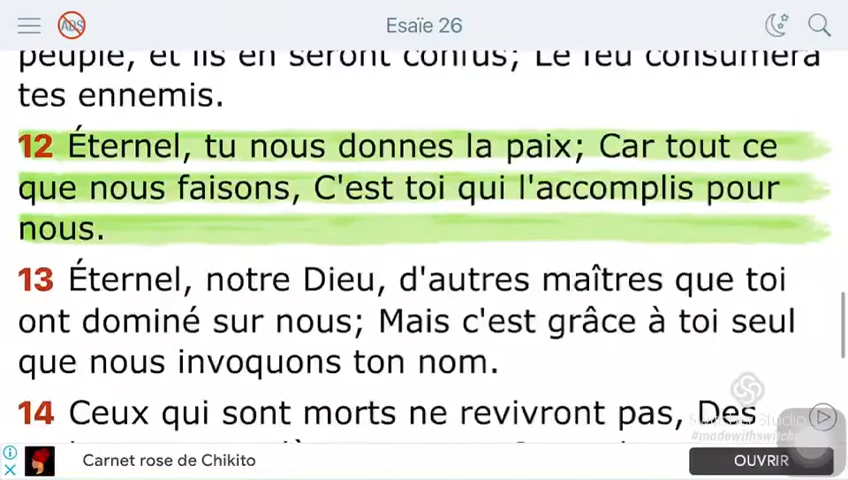 ADS
Esaïe 26
peuple, et ils en seront confus; Le feu consumera
tes ennemis.
12 Éternel, tu nous donnes la paix; Car tout ce
que nous faisons, C'est toi qui l'accomplis pour
nous.
13 Éternel, notre Dieu, d'autres maîtres que toi
ont dominé sur nous; Mais c'est grâce à toi seul
que nous invoquons ton nom.
14 Ceux qui sont morts ne revivront pas, Des
Carnet rose de Chikito
OUVRIR